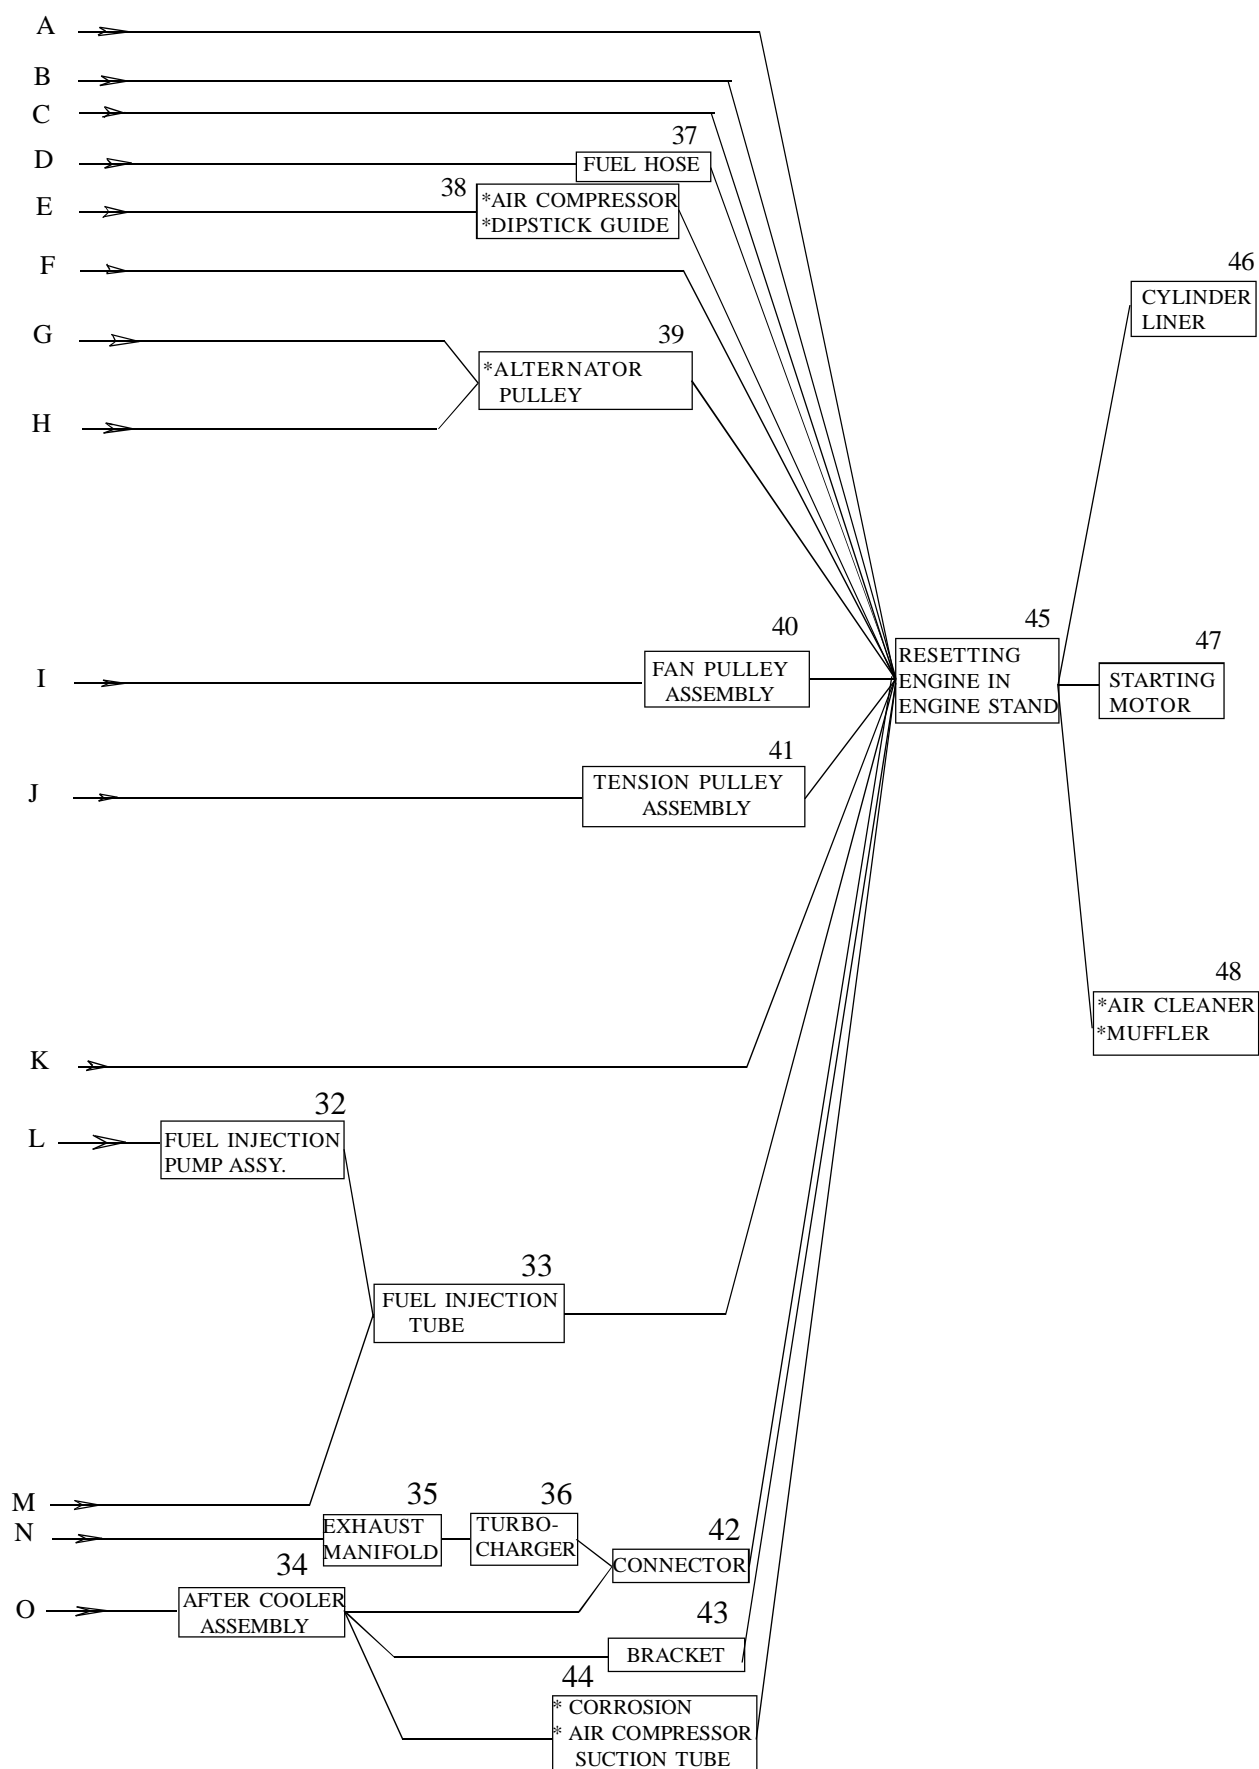 A
B
C
37
D
FUEL HOSE
38
E
*AIR COMPRESSOR
*DIPSTICK GUIDE
F
46
CYLINDER
LINER
G
39
*ALTERNATOR
PULLEY
H
40
45
47
I
FAN PULLEY
ASSEMBLY
RESETTING
ENGINE IN
ENGINE STAND
STARTING
MOTOR
41
J
TENSION PULLEY
ASSEMBLY
48
*AIR CLEANER
*MUFFLER
K
32
L
FUEL INJECTION
PUMP ASSY.
33
FUEL INJECTION
TUBE
M
35
36
42
N
EXHAUST
MANIFOLD
TURBO-
CHARGER
CONNECTOR
34
O
AFTER COOLER
ASSEMBLY
43
BRACKET
44
* CORROSION
* AIR COMPRESSOR
SUCTION TUBE